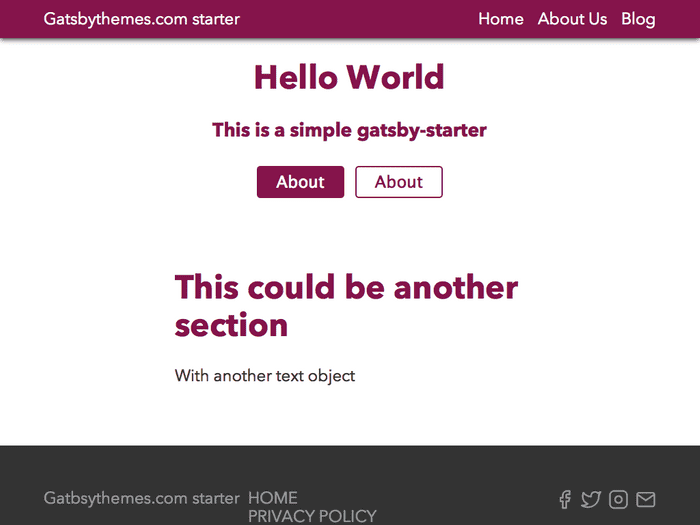 Gatsbythemes.com starter Home About Us Blog
Hello World
This is a simple gatsby-starter
About About
This could be another
section
With another text object
Gatbsythemes.com starter HOME
PRIVACY POLICY